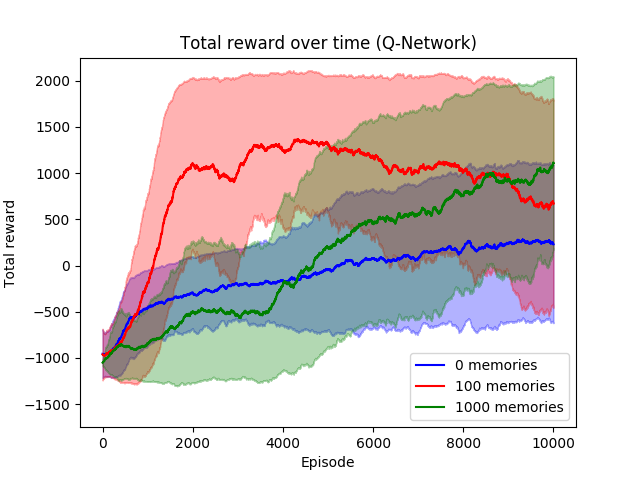 Total reward over time (Q-Network)
Total reward
2000
1500
1000
500
0
−500
−1000
−1500
0 2000 4000 6000 8000 10000
Episode
0 memories
100 memories
1000 memories